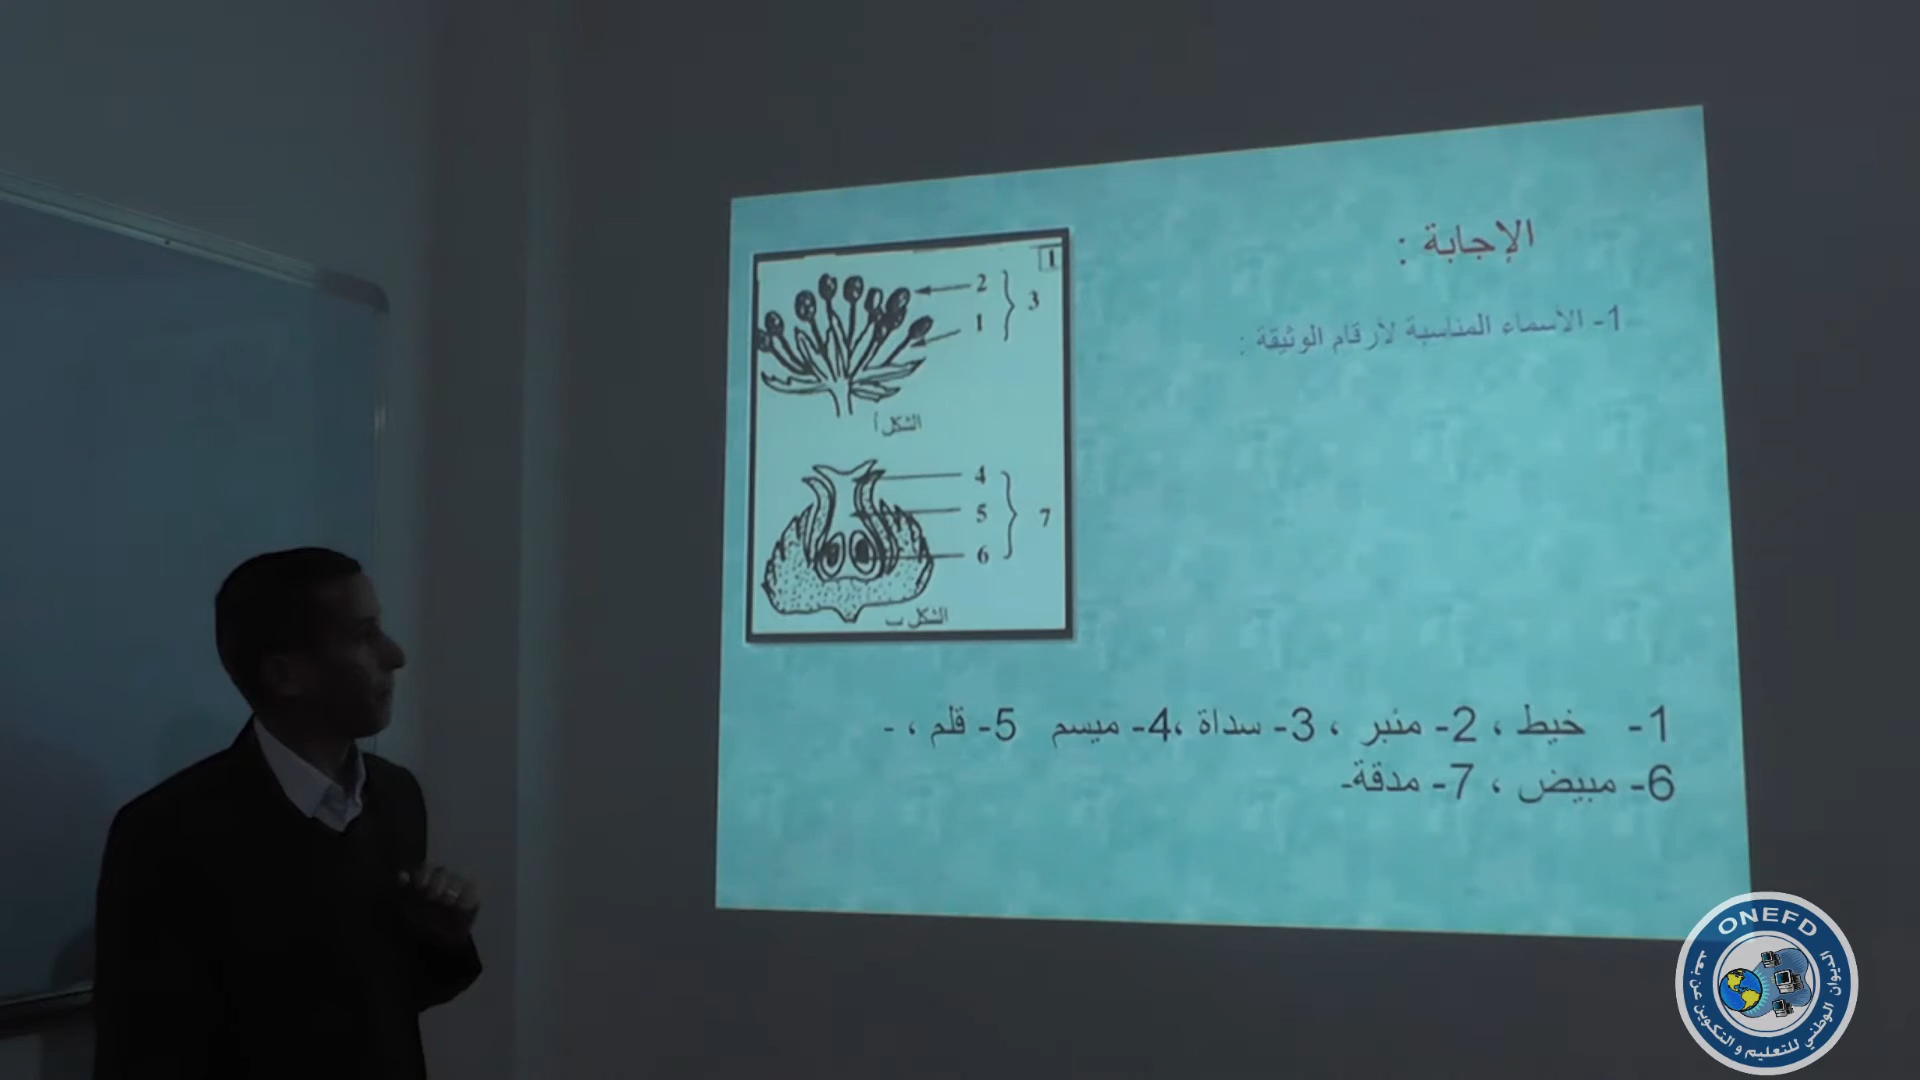 الإجابة :
1- الأسماء المناسبة لأرقام الوثيقة :
1
2
3
1
الشكل أ
4
5
7
6
الشكل ب
1- خيط ، 2- منبر ، 3- سداة ،4- ميسم 5- قلم ، -
6- مبيض ، 7- مدقة-
ONEFD
الديوان الوطني للتعليم و التكوين عن بعد